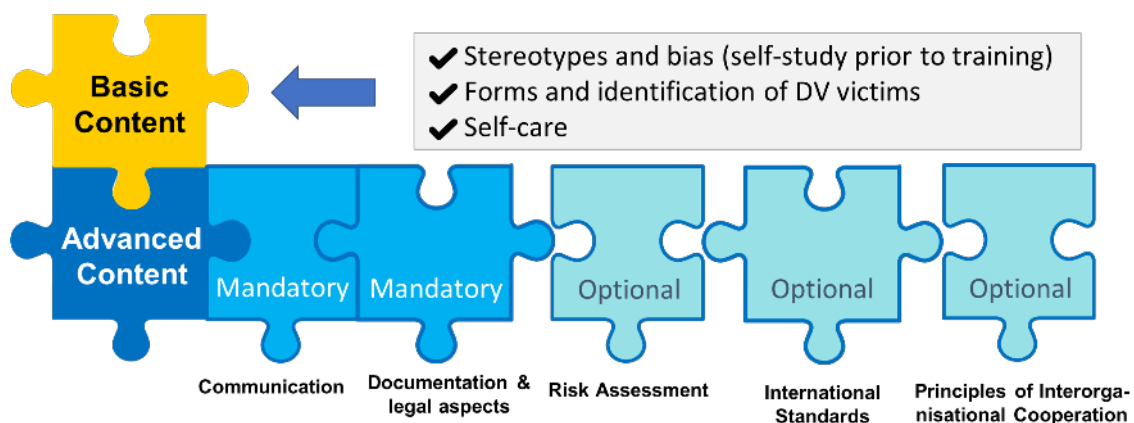 Basic
Content
✔ Stereotypes and bias (self-study prior to training)
✔ Forms and identification of DV victims
✔ Self-care
Advanced
Content
Mandatory
Mandatory
Optional
Optional
Optional
Communication
Documentation &
legal aspects
Risk Assessment
International
Standards
Principles of Interorga-
nisational Cooperation